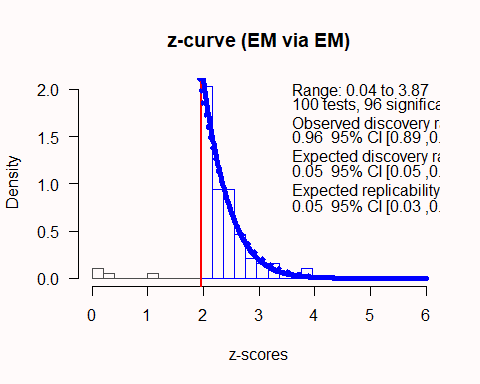 z-curve (EM via EM)
Range: 0.04 to 3.87
100 tests, 96 significa
Observed discovery ra
0.96 95% CI [0.89 ,0.
Expected discovery ra
0.05 95% CI [0.05 ,0.
Expected replicability
0.05 95% CI [0.03 ,0.
Density
2.0
1.5
1.0
0.5
0.0
0 1 2 3 4 5 6
z-scores